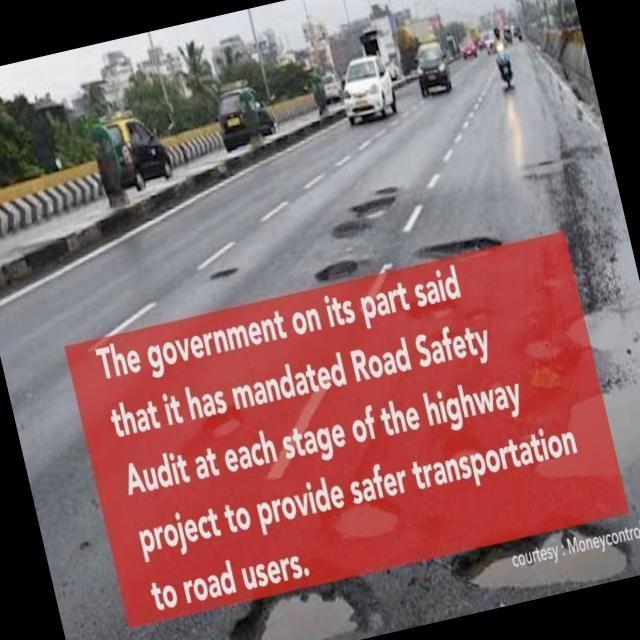 The government on its part said
that it has mandated Road Safety
Audit at each stage of the highway
project to provide safer transportation
to road users.
courtesy : Moneycontro